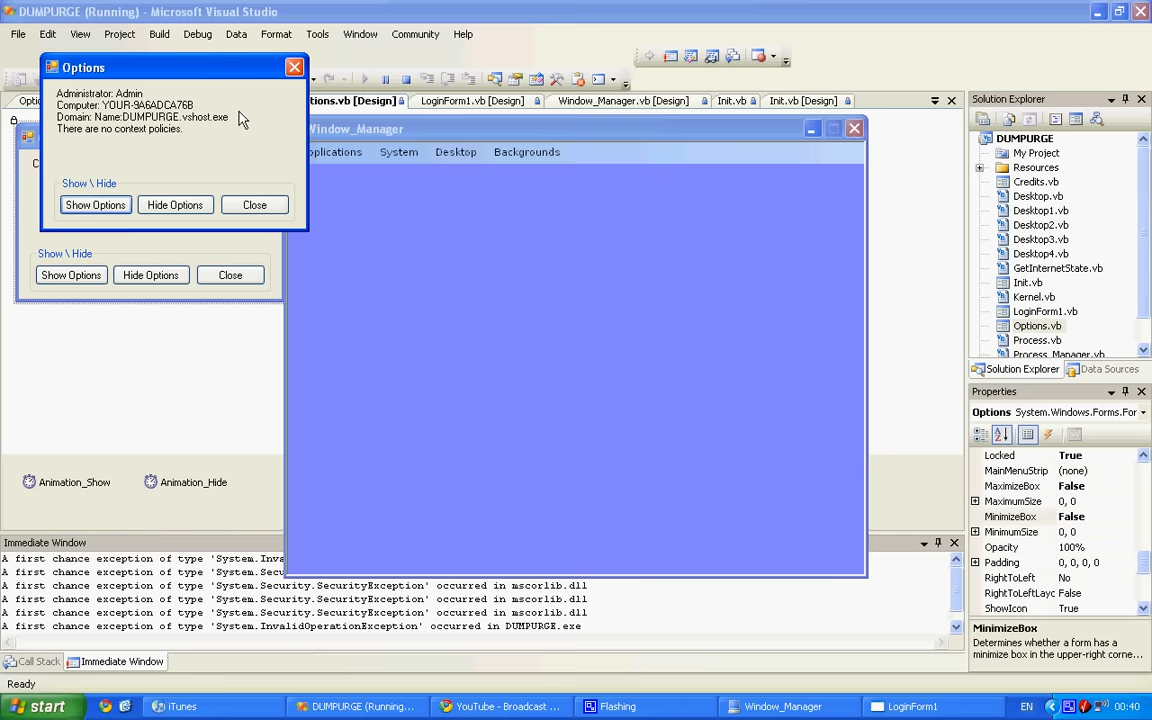 DUMPURGE (Running) - Microsoft Visual Studio
File Edit View Project Build Debug Data Format Tools Window Community Help
Options
Administrator: Admin
Computer: YOUR-9A6ADCA76B
Domain: Name:DUMPURGE.vshost.exe
There are no context policies.
Show \ Hide
Show Options Hide Options Close
Show \ Hide
Show Options Hide Options Close
Opti tions.vb [Design] LoginForm1.vb [Design] Window_Manager.vb [Design] Init.vb Init.vb [Design]
Window_Manager
plications System Desktop Backgrounds
Animation_Show Animation_Hide
Immediate Window
A first chance exception of type 'System.Inva
A first chance exception of type 'System.Secu
A first chance exception of type 'System.Security.SecurityException' occurred in mscorlib.dll
A first chance exception of type 'System.Security.SecurityException' occurred in mscorlib.dll
A first chance exception of type 'System.Security.SecurityException' occurred in mscorlib.dll
A first chance exception of type 'System.InvalidOperationException' occurred in DUMPURGE.exe
Call Stack Immediate Window
Ready
Solution Explorer
DUMPURGE
My Project
Resources
Credits.vb
Desktop.vb
Desktop1.vb
Desktop2.vb
Desktop3.vb
Desktop4.vb
GetInternetState.vb
Init.vb
Kernel.vb
LoginForm1.vb
Options.vb
Process.vb
Process_Manager.vb
Solution Explorer Data Sources
Properties
Options System.Windows.Forms.For
Locked True
MainMenuStrip (none)
MaximizeBox False
MaximumSize 0, 0
MinimizeBox False
MinimumSize 0, 0
Opacity 100%
Padding 0, 0, 0, 0
RightToLeft No
RightToLeftLayc False
ShowIcon True
MinimizeBox
Determines whether a form has a
minimize box in the upper-right corne...
start iTunes DUMPURGE (Running... YouTube - Broadcast ... Flashing Window_Manager LoginForm1 EN 00:40